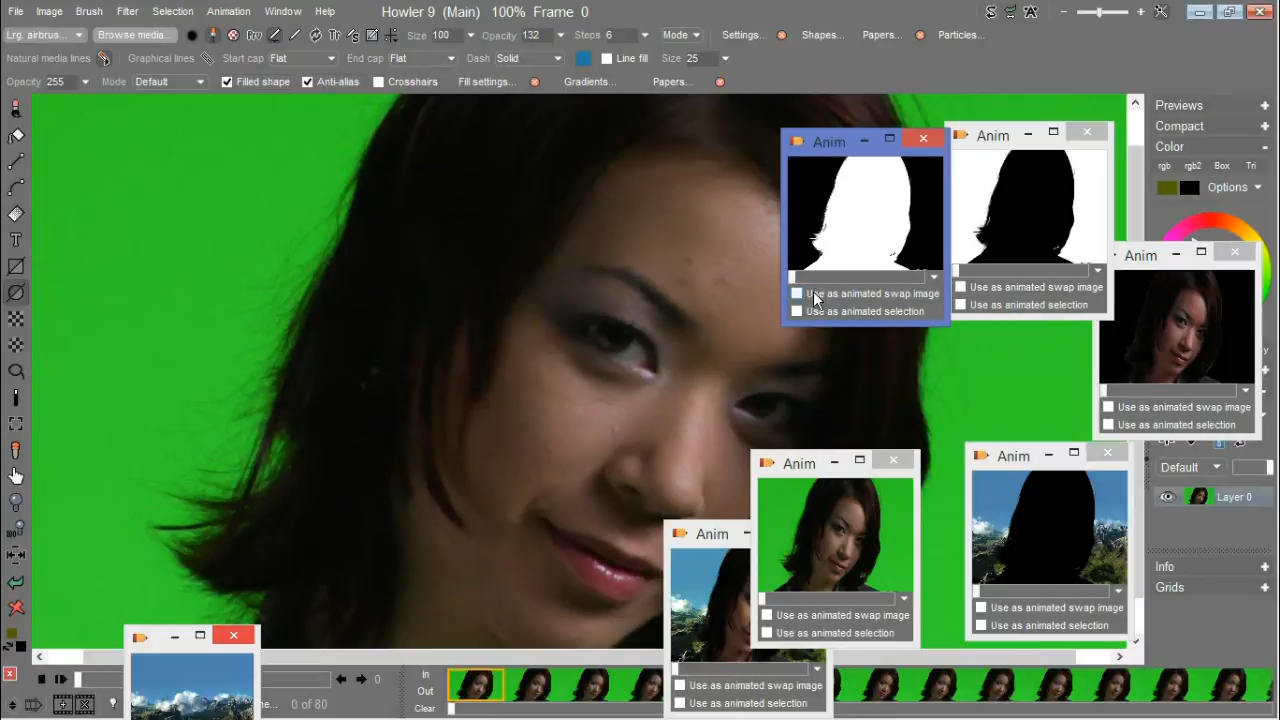 File Image Brush Filter Selection Animation Window Help Howler 9 (Main) 100% Frame 0
Lrg. airbrus... Browse media... Size 100 Opacity 132 Steps 6 Mode Settings... Shapes... Papers... Particles...
Natural media lines Graphical lines Start cap Flat End cap Flat Dash Solid Line fill Size 25
Opacity 255 Mode Default Filled shape Anti-alias Crosshairs Fill settings... Gradients... Papers...
Previews
Compact
Color
rgb rgb2 Box Tri
Options
Anim
Use as animated swap image
Use as animated selection
Anim
Use as animated swap image
Use as animated selection
Anim
Use as animated swap image
Use as animated selection
Default
Layer 0
Anim
Use as animated swap image
Use as animated selection
Anim
Use as animated swap image
Use as animated selection
Anim
Use as animated swap image
Use as animated selection
Info
Grids
0
0 of 80
In
Out
Clear